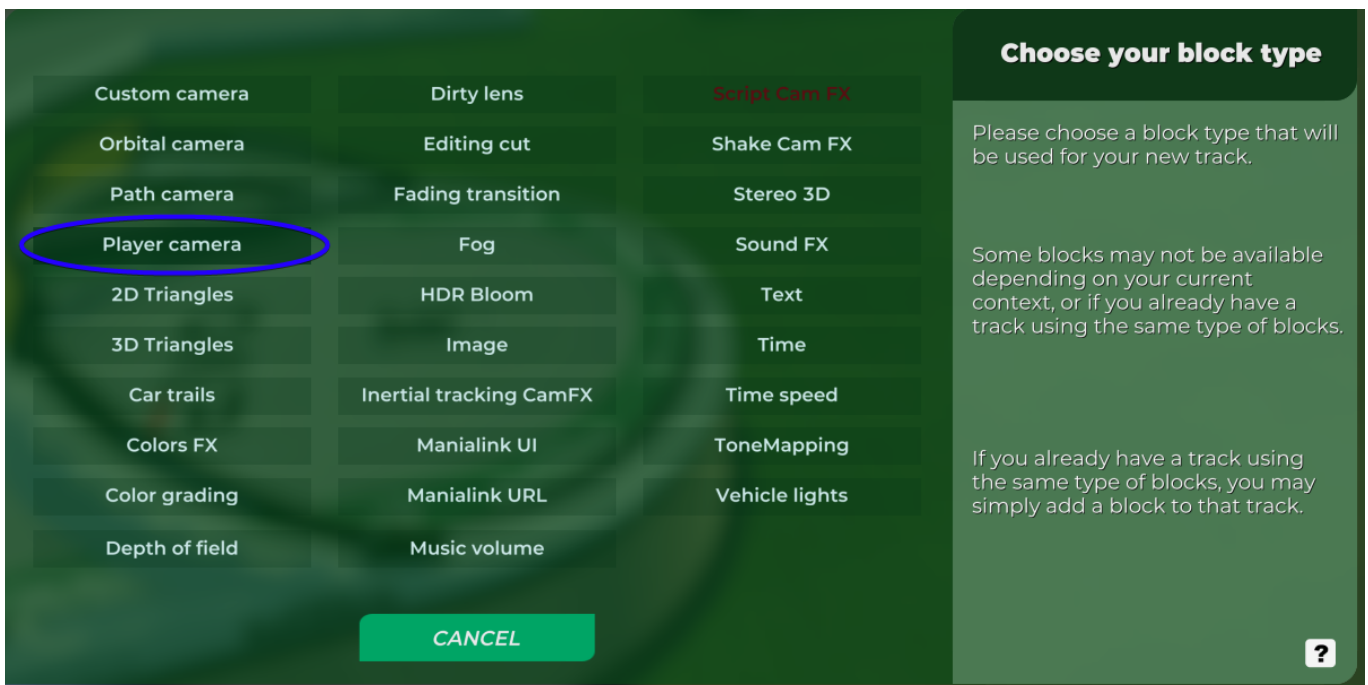 Choose your block type
Custom camera
Dirty lens
Script Cam FX
Orbital camera
Editing cut
Shake Cam FX
Path camera
Fading transition
Stereo 3D
Player camera
Fog
Sound FX
2D Triangles
HDR Bloom
Text
3D Triangles
Image
Time
Car trails
Inertial tracking CamFX
Time speed
Colors FX
Manialink UI
ToneMapping
Color grading
Manialink URL
Vehicle lights
Depth of field
Music volume
CANCEL
Please choose a block type that will
be used for your new track.
Some blocks may not be available
depending on your current
context, or if you already have a
track using the same type of blocks.
If you already have a track using
the same type of blocks, you may
simply add a block to that track.
?